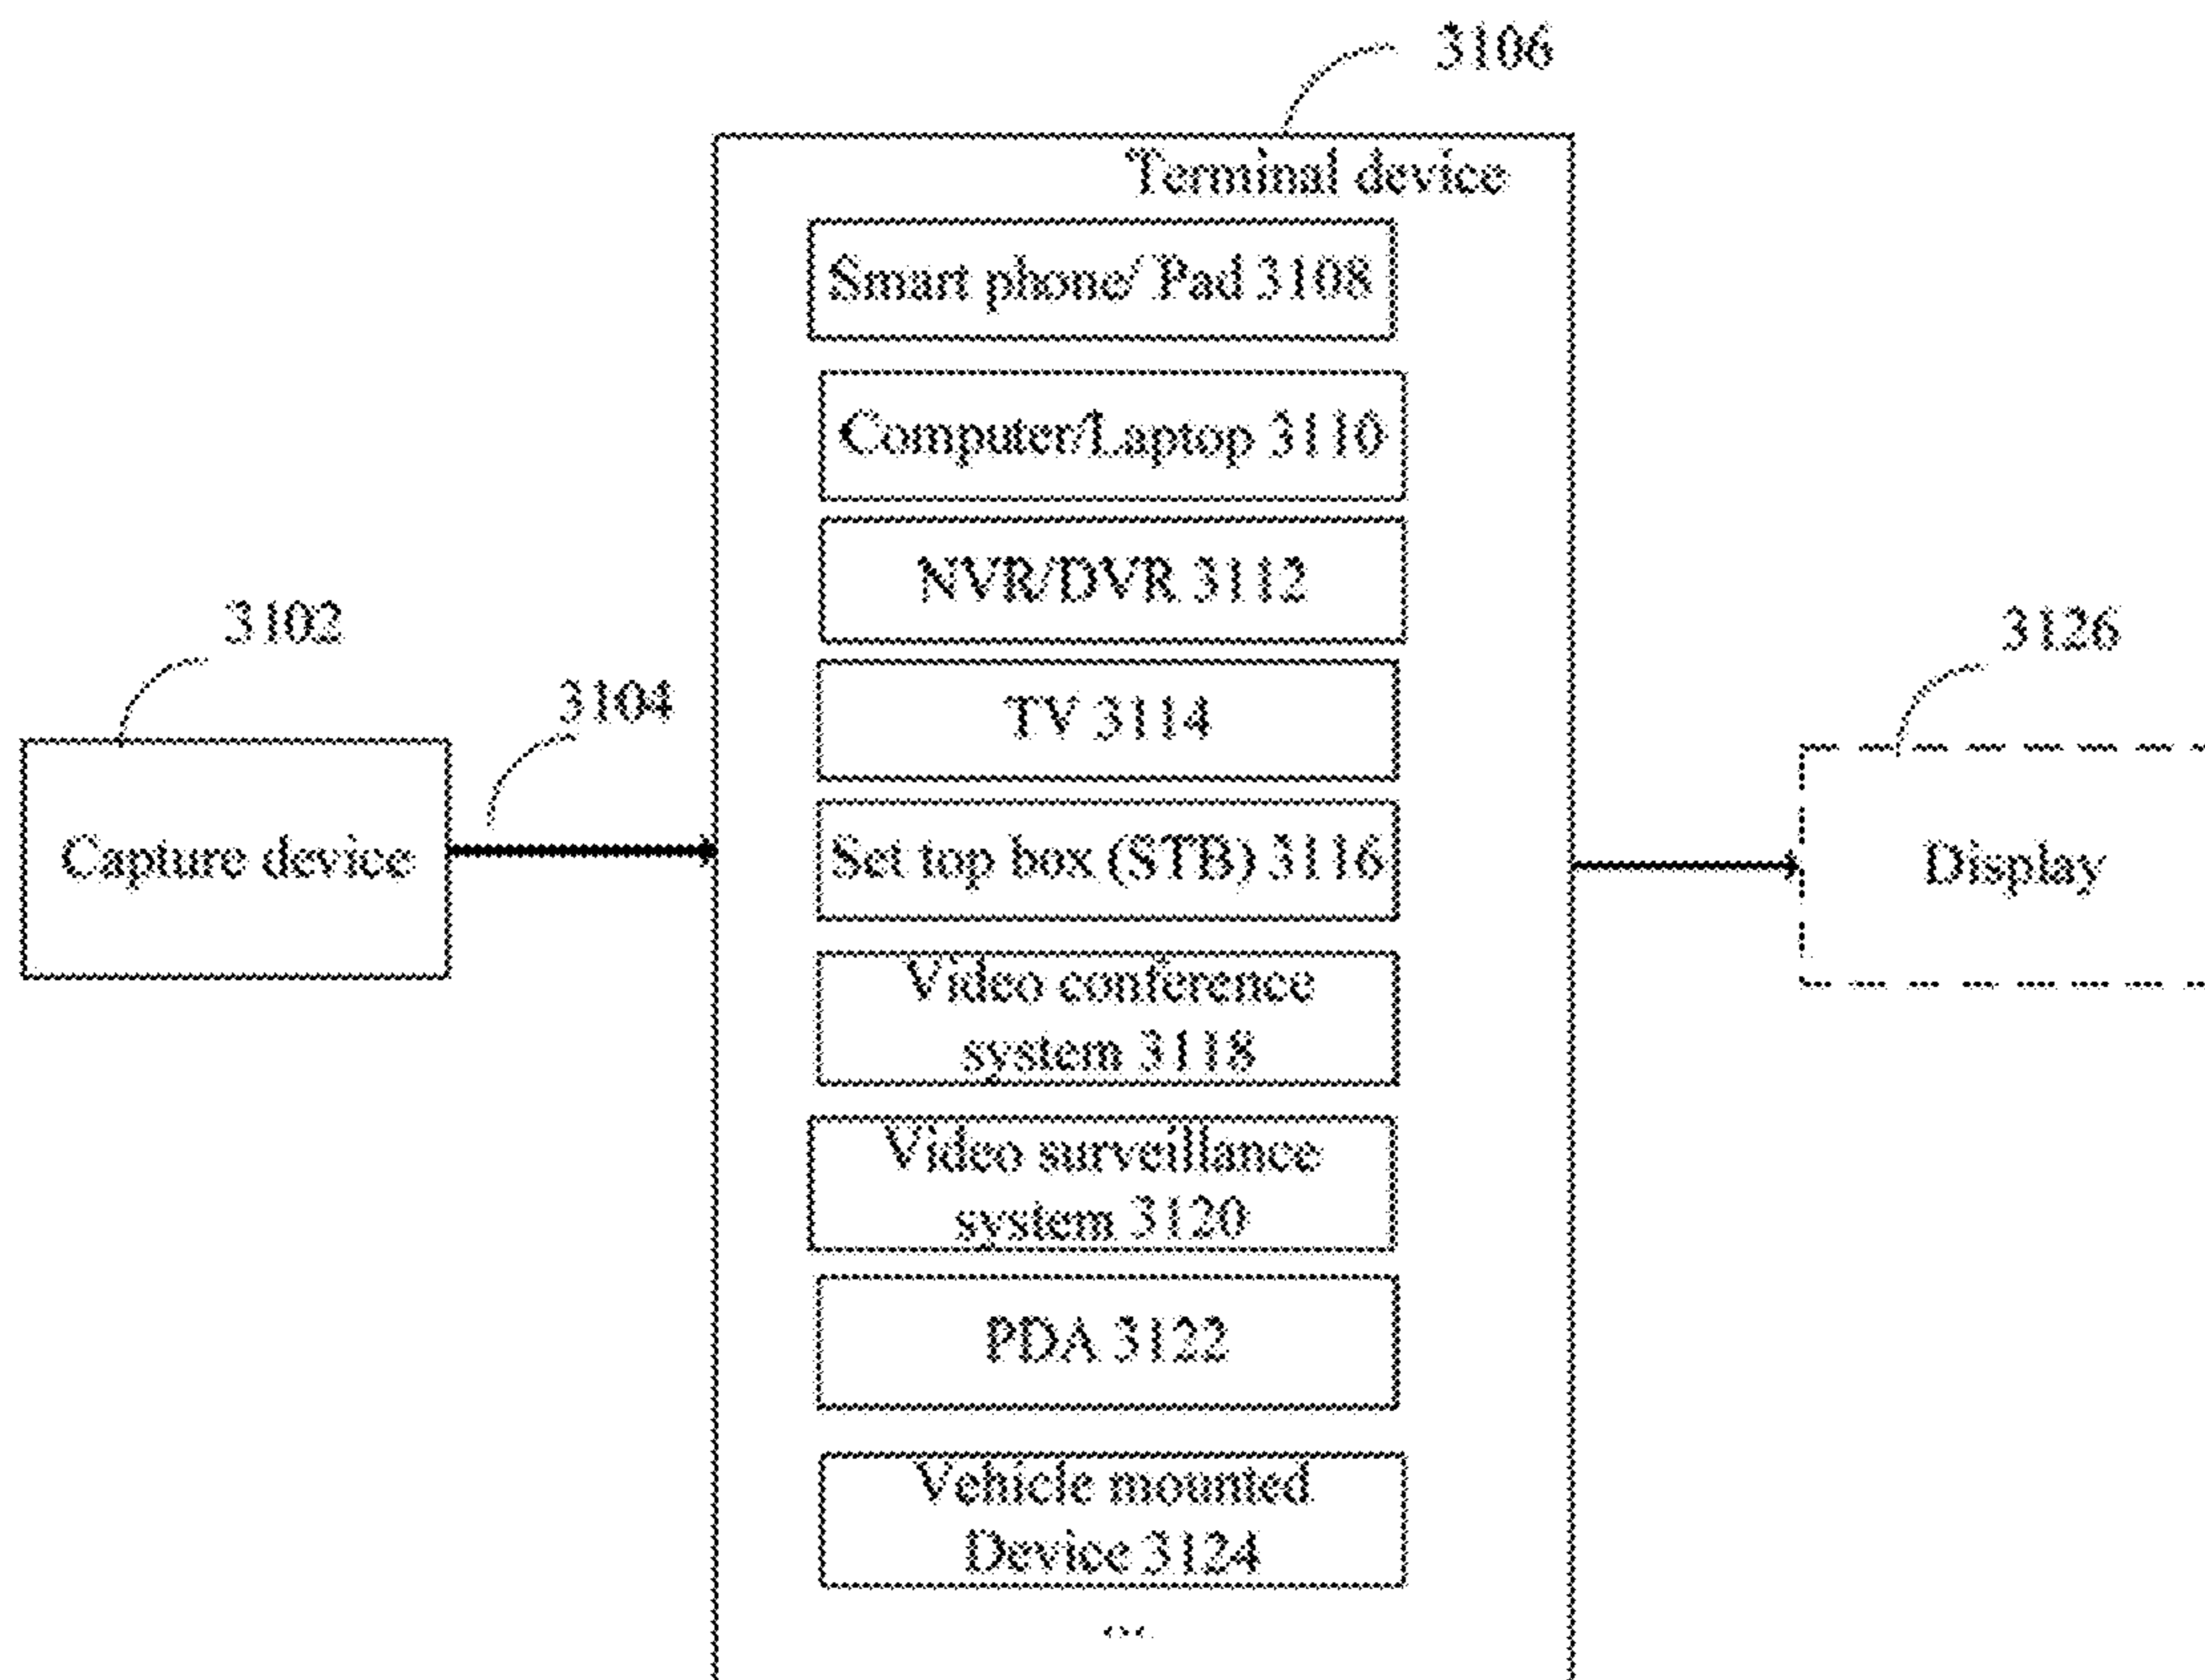 3106
Terminal device
Smart phone/ Pad 3108
Computer/Laptop 3110
NVR/DVR 3112
3102
3126
3104
TV 3114
Capture device
Set top box (STB) 3116
Display
Video conference
system 3118
Video surveillance
system 3120
PDA 3122
Vehicle mounted
Device 3124
...